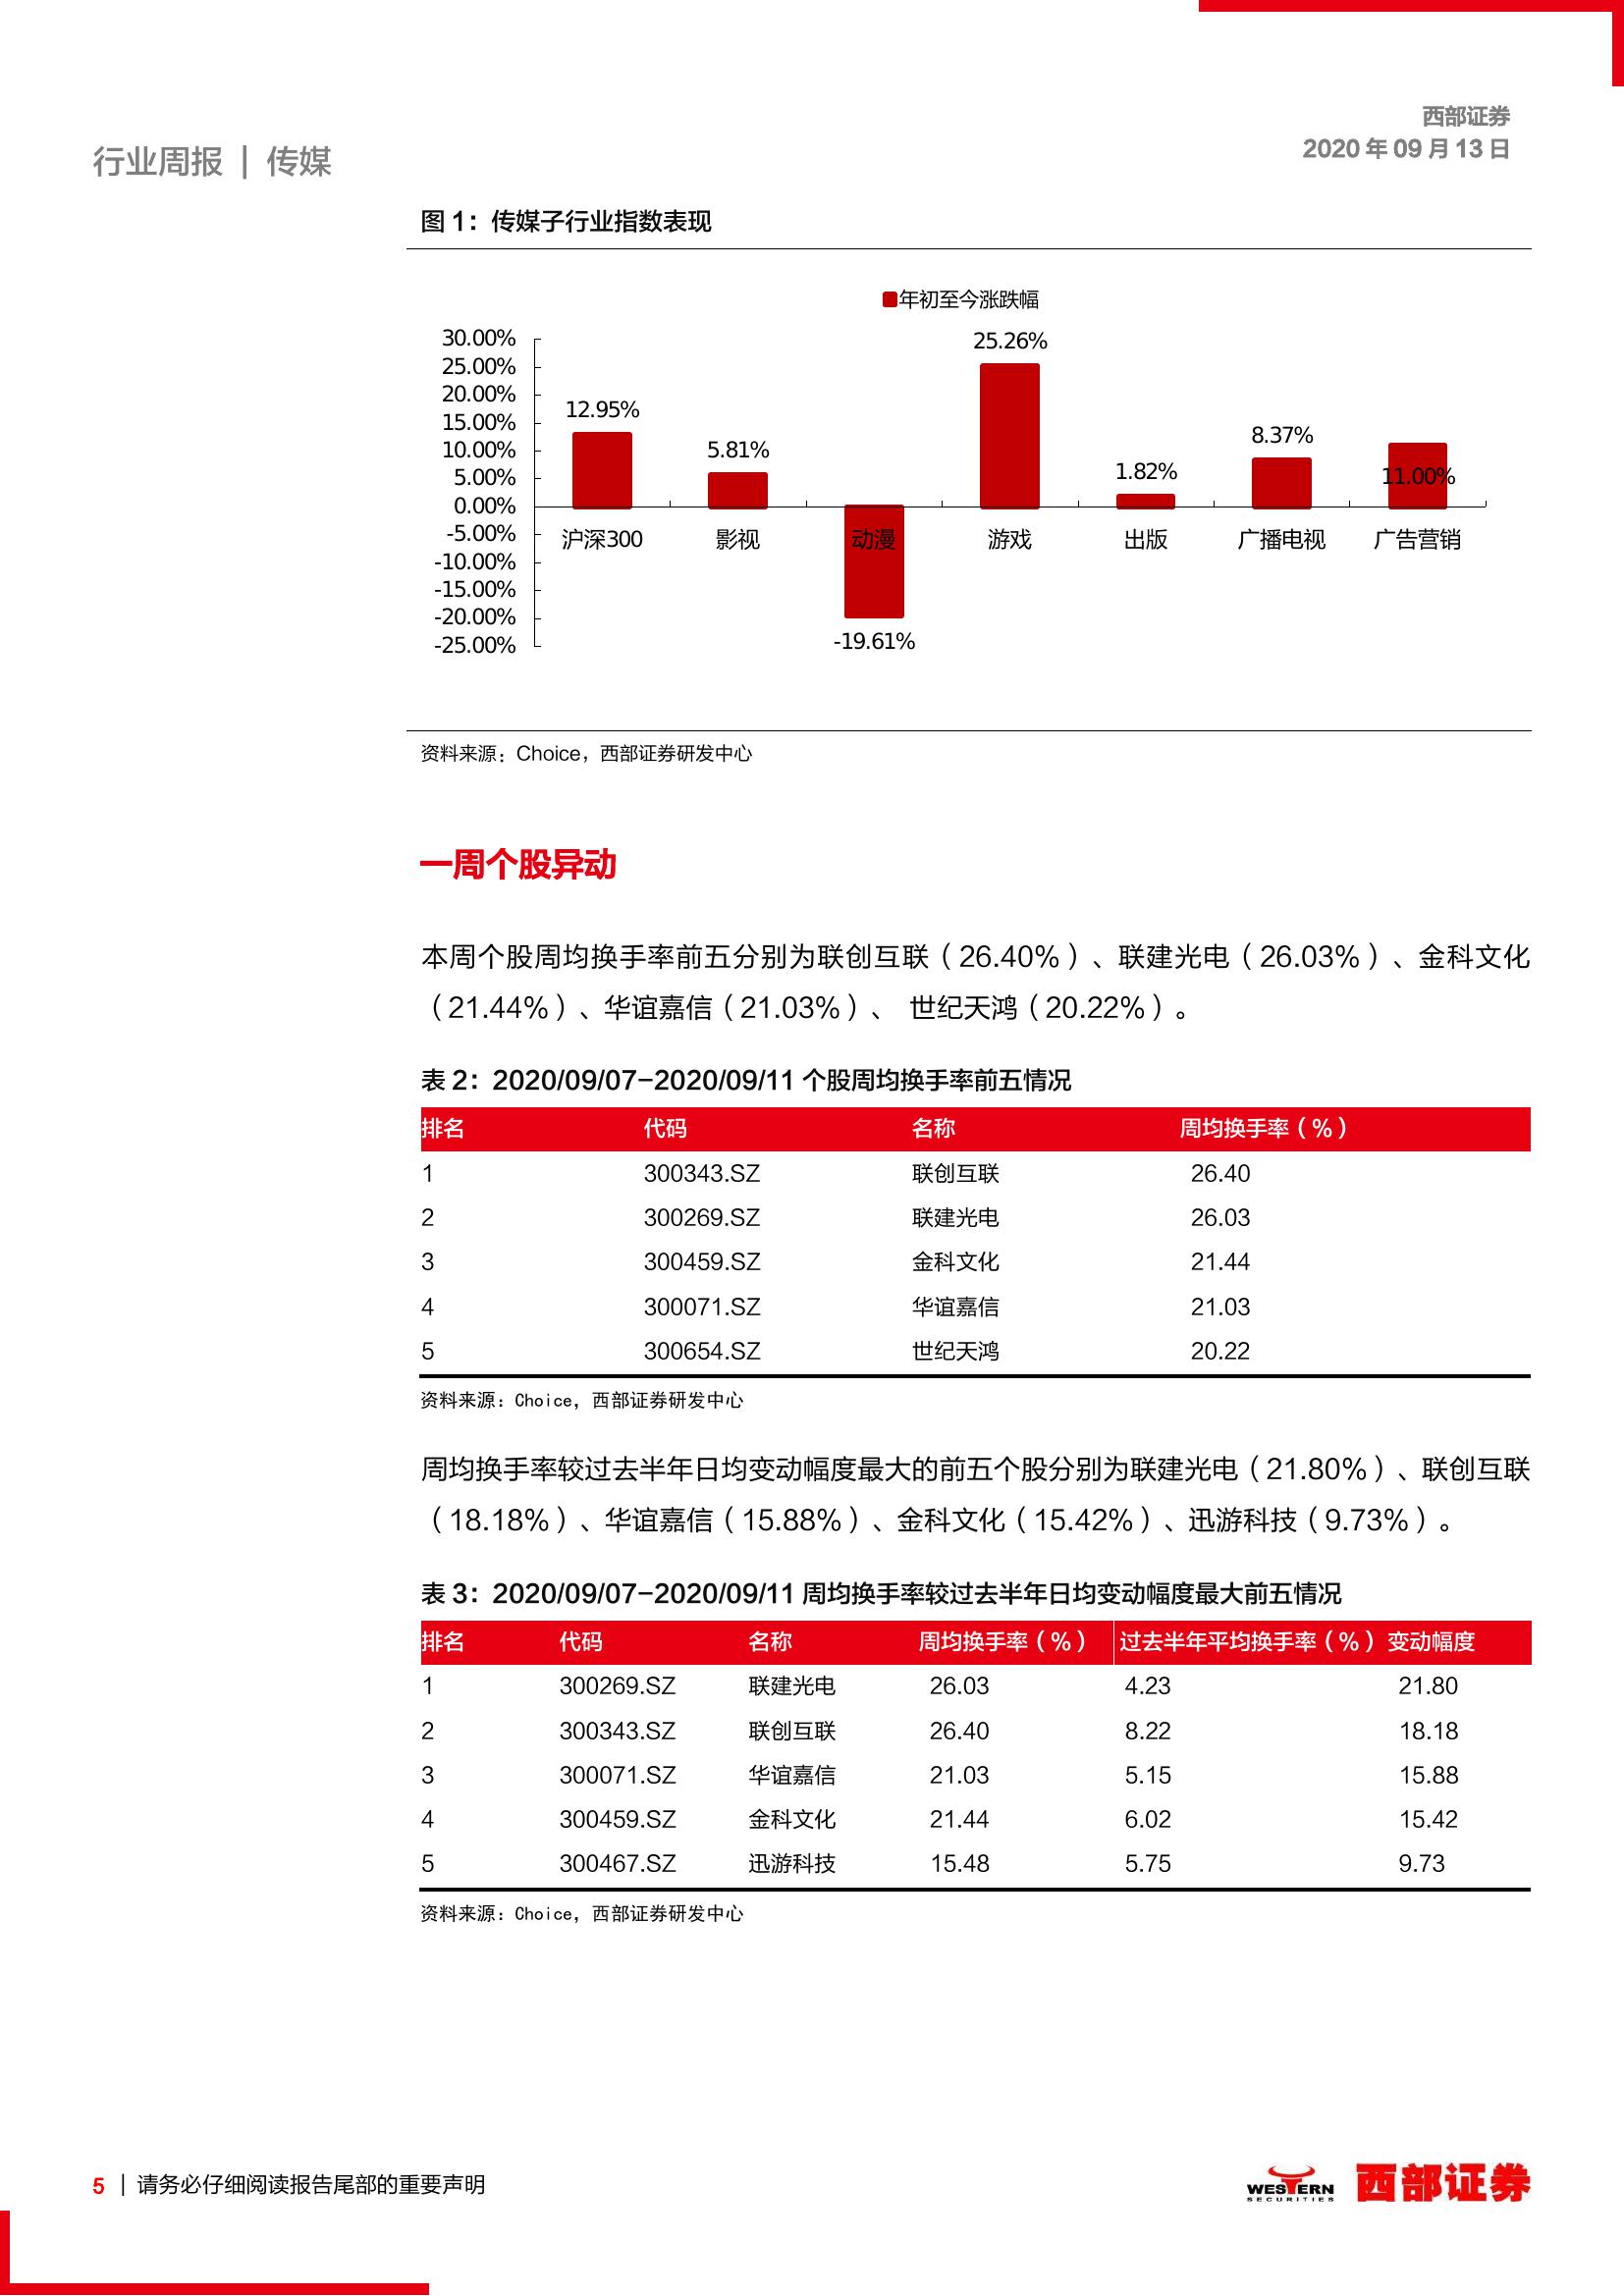 西部证券
2020 年 09 月 13 日
行业周报 | 传媒
图 1：传媒子行业指数表现
年初至今涨跌幅
30.00%
25.00%
20.00%
15.00%
10.00%
5.00%
0.00%
-5.00%
-10.00%
-15.00%
-20.00%
-25.00%
12.95%
5.81%
-19.61%
25.26%
1.82%
8.37%
11.00%
沪深300 影视 动漫 游戏 出版 广播电视 广告营销
资料来源：Choice，西部证券研发中心
一周个股异动
本周个股周均换手率前五分别为联创互联（26.40%）、联建光电（26.03%）、金科文化
（21.44%）、华谊嘉信（21.03%）、 世纪天鸿（20.22%）。
表 2：2020/09/07-2020/09/11 个股周均换手率前五情况
排名 代码 名称 周均换手率（%）
1 300343.SZ 联创互联 26.40
2 300269.SZ 联建光电 26.03
3 300459.SZ 金科文化 21.44
4 300071.SZ 华谊嘉信 21.03
5 300654.SZ 世纪天鸿 20.22
资料来源：Choice，西部证券研发中心
周均换手率较过去半年日均变动幅度最大的前五个股分别为联建光电（21.80%）、联创互联
（18.18%）、华谊嘉信（15.88%）、金科文化（15.42%）、迅游科技（9.73%）。
表 3：2020/09/07-2020/09/11 周均换手率较过去半年日均变动幅度最大前五情况
排名 代码 名称 周均换手率（%） 过去半年平均换手率（%） 变动幅度
1 300269.SZ 联建光电 26.03 4.23 21.80
2 300343.SZ 联创互联 26.40 8.22 18.18
3 300071.SZ 华谊嘉信 21.03 5.15 15.88
4 300459.SZ 金科文化 21.44 6.02 15.42
5 300467.SZ 迅游科技 15.48 5.75 9.73
资料来源：Choice，西部证券研发中心
5 | 请务必仔细阅读报告尾部的重要声明
WESTERN
SECURITIES
西部证券